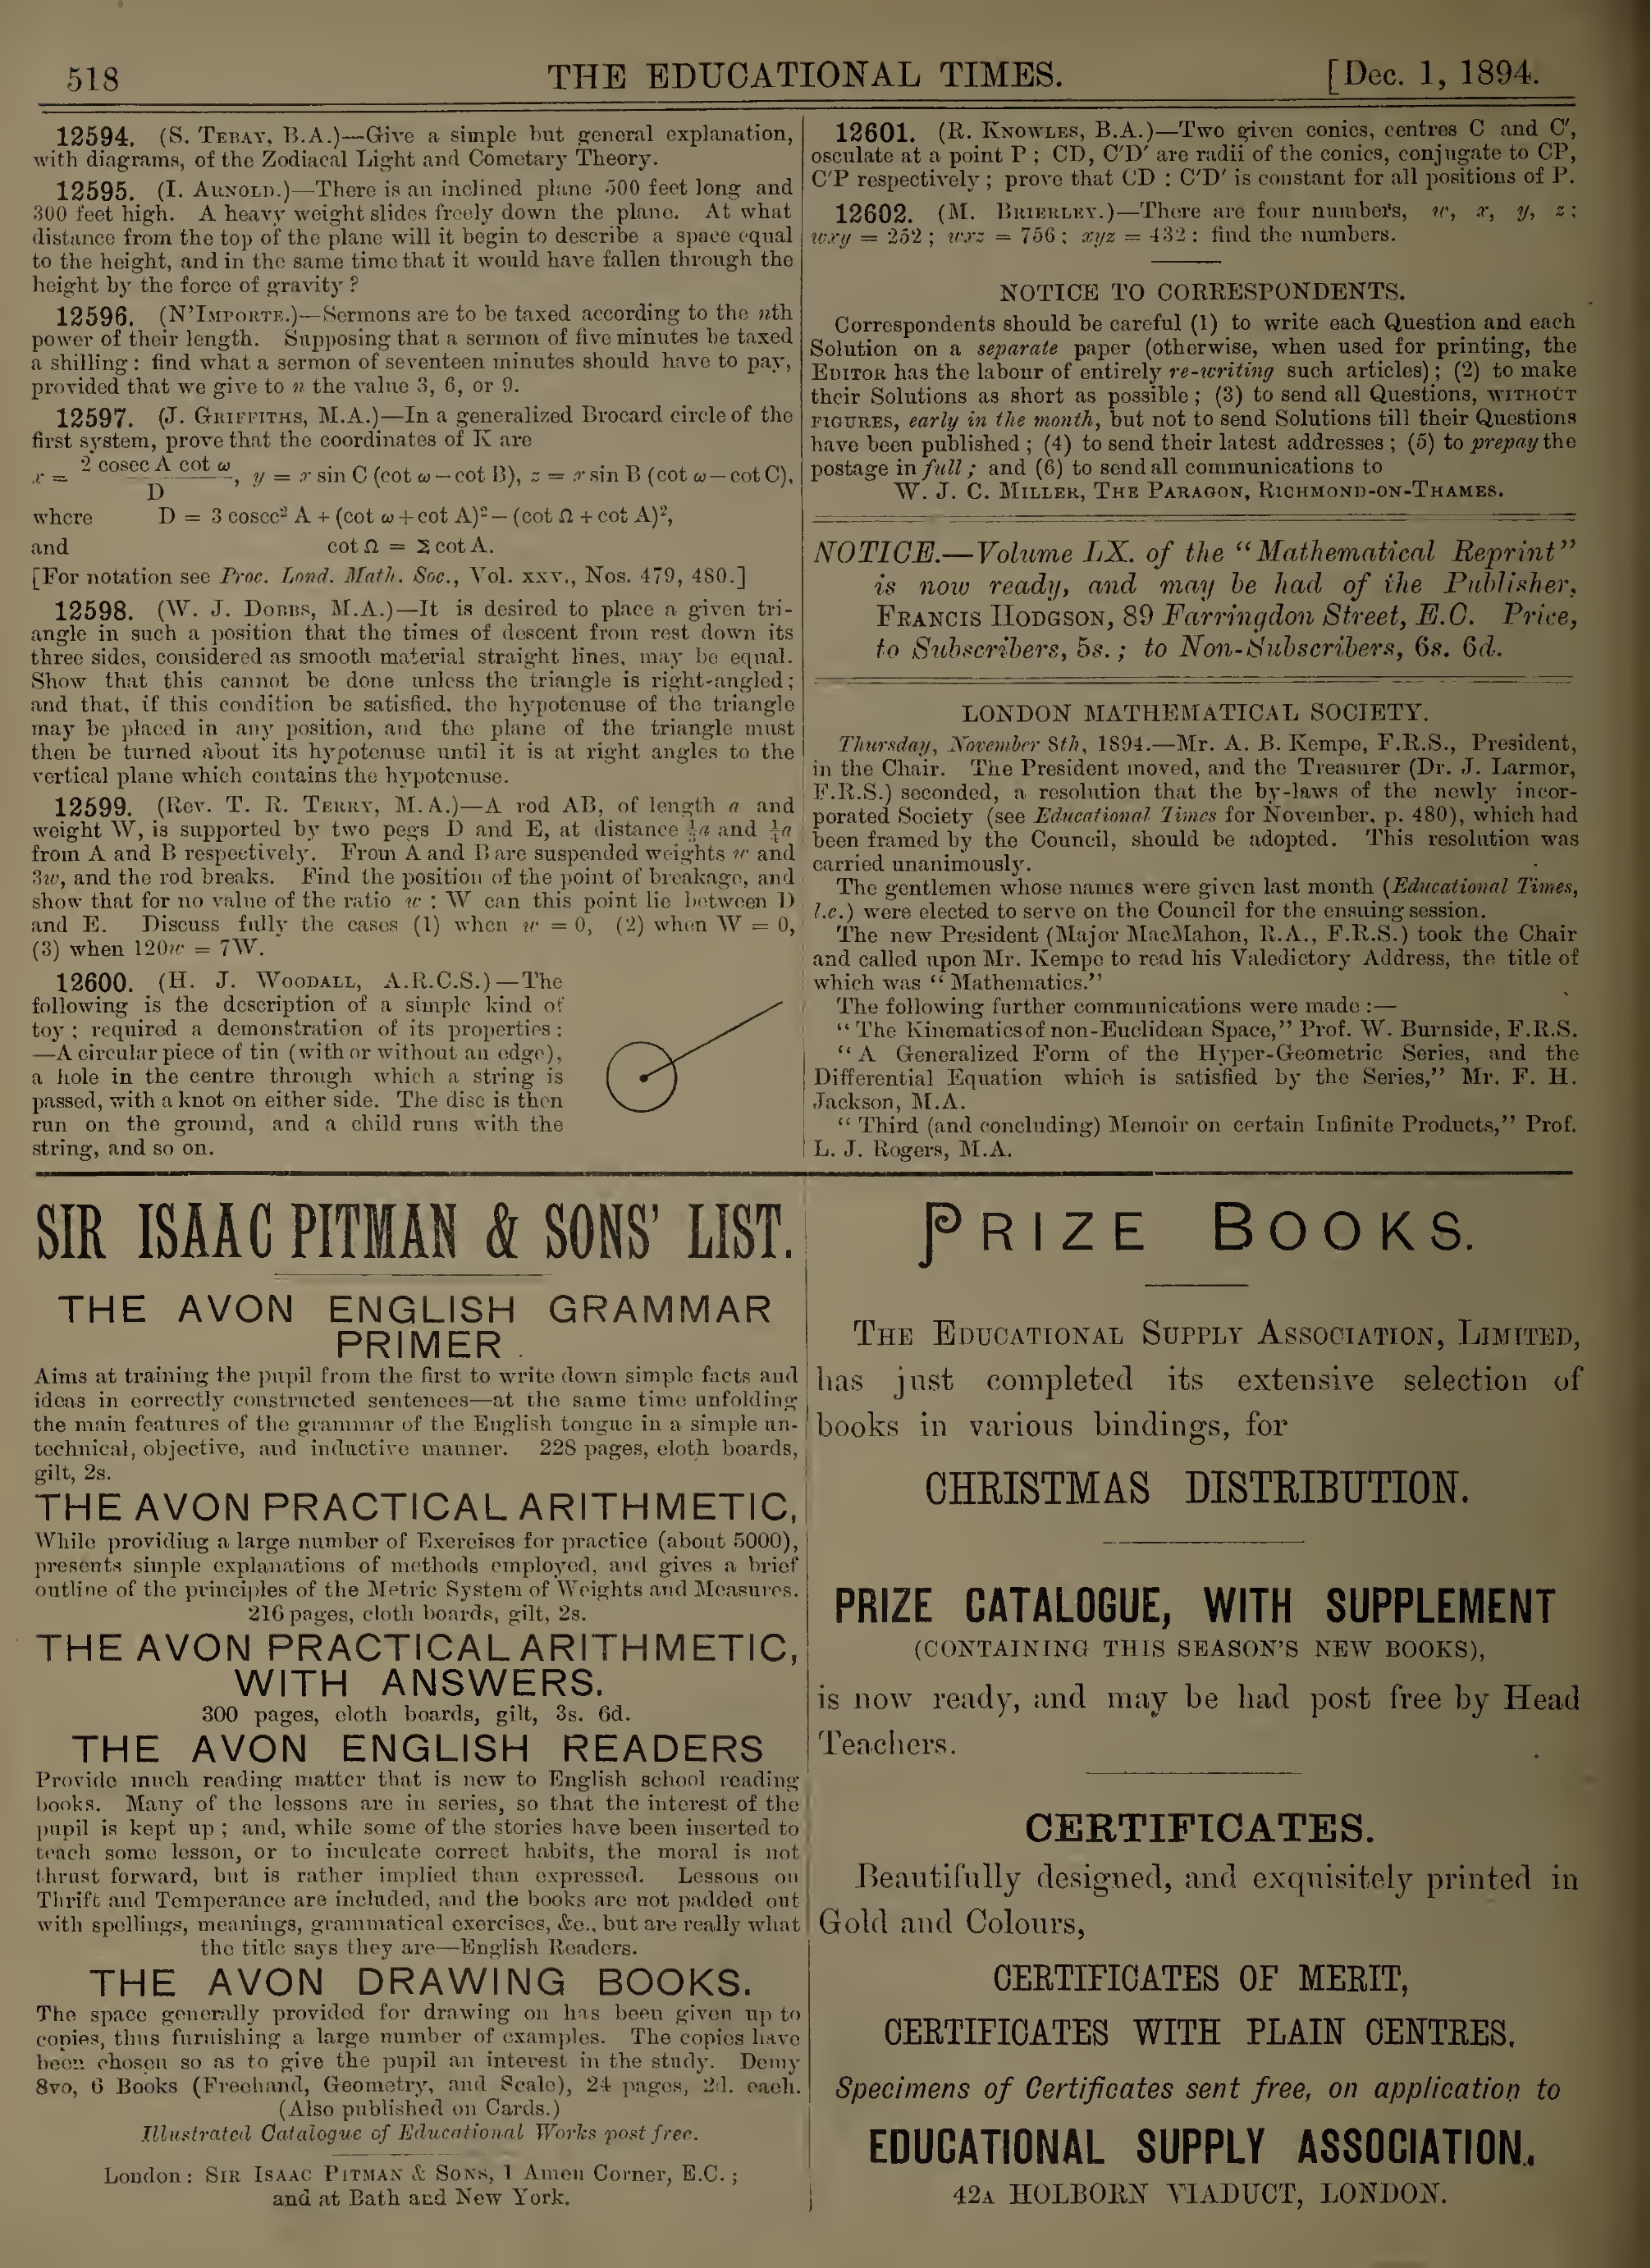 518
THE EDUCATIONAL TIMES.
[Dec. 1, 1894.
12594. (S. TEBAY, B.A.)—Give a simple but general explanation,
with diagrams, of the Zodiacal Light and Cometary Theory.
12595. (I. ARNOLD.)—There is an inclined plane 500 feet long and
300 feet high. A heavy weight slides freely down the plane. At what
distance from the top of the plane will it begin to describe a space equal
to the height, and in the same time that it would have fallen through the
height by the force of gravity?
12596. (N'IMPORTE.)—Sermons are to be taxed according to the nth
power of their length. Supposing that a sermon of five minutes be taxed
a shilling: find what a sermon of seventeen minutes should have to pay,
provided that we give to n the value 3, 6, or 9.
12597. (J. GRIFFITHS, M.A.)—In a generalized Brocard circle of the
first system, prove that the coordinates of K are
x = 2 cosec A cot ω / D, y = x sin C (cot ω − cot B), z = x sin B (cot ω − cot C),
where D = 3 cosec² A + (cot ω + cot A)² − (cot Ω + cot A)²,
and cot Ω = Σ cot A.
[For notation see Proc. Lond. Math. Soc., Vol. xxv., Nos. 479, 480.]
12598. (W. J. DOBBS, M.A.)—It is desired to place a given tri-
angle in such a position that the times of descent from rest down its
three sides, considered as smooth material straight lines, may be equal.
Show that this cannot be done unless the triangle is right-angled;
and that, if this condition be satisfied, the hypotenuse of the triangle
may be placed in any position, and the plane of the triangle must
then be turned about its hypotenuse until it is at right angles to the
vertical plane which contains the hypotenuse.
12599. (Rev. T. R. TERRY, M.A.)—A rod AB, of length a and
weight W, is supported by two pegs D and E, at distance a and ¼a
from A and B respectively. From A and B are suspended weights w and
3w, and the rod breaks. Find the position of the point of breakage, and
show that for no value of the ratio w : W can this point lie between D
and E. Discuss fully the cases (1) when w = 0, (2) when W = 0,
(3) when 120w = 7W.
12600. (H. J. WOODALL, A.R.C.S.)—The
following is the description of a simple kind of
toy; required a demonstration of its properties:
—A circular piece of tin (with or without an edge),
a hole in the centre through which a string is
passed, with a knot on either side. The disc is then
run on the ground, and a child runs with the
string, and so on.
12601. (R. KNOWLES, B.A.)—Two given conics, centres C and C′,
osculate at a point P; CD, C′D′ are radii of the conics, conjugate to CP,
C′P respectively; prove that CD : C′D′ is constant for all positions of P.
12602. (M. BRIERLEY.)—There are four numbers, w, x, y, z;
wxy = 252; wxz = 756; xyz = 432: find the numbers.
NOTICE TO CORRESPONDENTS.
Correspondents should be careful (1) to write each Question and each
Solution on a separate paper (otherwise, when used for printing, the
EDITOR has the labour of entirely re-writing such articles); (2) to make
their Solutions as short as possible; (3) to send all Questions, WITHOUT
FIGURES, early in the month, but not to send Solutions till their Questions
have been published; (4) to send their latest addresses; (5) to prepay the
postage in full; and (6) to send all communications to
W. J. C. MILLER, THE PARAGON, RICHMOND-ON-THAMES.
NOTICE.—Volume LX. of the "Mathematical Reprint"
is now ready, and may be had of the Publisher,
FRANCIS HODGSON, 89 Farringdon Street, E.C. Price,
to Subscribers, 5s.; to Non-Subscribers, 6s. 6d.
LONDON MATHEMATICAL SOCIETY.
Thursday, November 8th, 1894.—Mr. A. B. Kempe, F.R.S., President,
in the Chair. The President moved, and the Treasurer (Dr. J. Larmor,
F.R.S.) seconded, a resolution that the by-laws of the newly incor-
porated Society (see Educational Times for November, p. 480), which had
been framed by the Council, should be adopted. This resolution was
carried unanimously.
The gentlemen whose names were given last month (Educational Times,
l.c.) were elected to serve on the Council for the ensuing session.
The new President (Major MacMahon, R.A., F.R.S.) took the Chair
and called upon Mr. Kempe to read his Valedictory Address, the title of
which was "Mathematics."
The following further communications were made:—
"The Kinematics of non-Euclidean Space," Prof. W. Burnside, F.R.S.
"A Generalized Form of the Hyper-Geometric Series, and the
Differential Equation which is satisfied by the Series," Mr. F. H.
Jackson, M.A.
"Third (and concluding) Memoir on certain Infinite Products," Prof.
L. J. Rogers, M.A.
SIR ISAAC PITMAN & SONS' LIST.
THE AVON ENGLISH GRAMMAR
PRIMER
Aims at training the pupil from the first to write down simple facts and
ideas in correctly constructed sentences—at the same time unfolding
the main features of the grammar of the English tongue in a simple un-
technical, objective, and inductive manner. 228 pages, cloth boards,
gilt, 2s.
THE AVON PRACTICAL ARITHMETIC,
While providing a large number of Exercises for practice (about 5000),
presents simple explanations of methods employed, and gives a brief
outline of the principles of the Metric System of Weights and Measures.
216 pages, cloth boards, gilt, 2s.
THE AVON PRACTICAL ARITHMETIC,
WITH ANSWERS.
300 pages, cloth boards, gilt, 3s. 6d.
THE AVON ENGLISH READERS
Provide much reading matter that is new to English school reading
books. Many of the lessons are in series, so that the interest of the
pupil is kept up; and, while some of the stories have been inserted to
teach some lesson, or to inculcate correct habits, the moral is not
thrust forward, but is rather implied than expressed. Lessons on
Thrift and Temperance are included, and the books are not padded out
with spellings, meanings, grammatical exercises, &c., but are really what
the title says they are—English Readers.
THE AVON DRAWING BOOKS.
The space generally provided for drawing on has been given up to
copies, thus furnishing a large number of examples. The copies have
been chosen so as to give the pupil an interest in the study. Demy
8vo, 6 Books (Freehand, Geometry, and Scale), 24 pages, 2d. each.
(Also published on Cards.)
Illustrated Catalogue of Educational Works post free.
London: SIR ISAAC PITMAN & SONS, 1 Amen Corner, E.C.;
and at Bath and New York.
PRIZE BOOKS.
THE EDUCATIONAL SUPPLY ASSOCIATION, LIMITED,
has just completed its extensive selection of
books in various bindings, for
CHRISTMAS DISTRIBUTION.
PRIZE CATALOGUE, WITH SUPPLEMENT
(CONTAINING THIS SEASON'S NEW BOOKS),
is now ready, and may be had post free by Head
Teachers.
CERTIFICATES.
Beautifully designed, and exquisitely printed in
Gold and Colours,
CERTIFICATES OF MERIT,
CERTIFICATES WITH PLAIN CENTRES.
Specimens of Certificates sent free, on application to
EDUCATIONAL SUPPLY ASSOCIATION,
42A HOLBORN VIADUCT, LONDON.